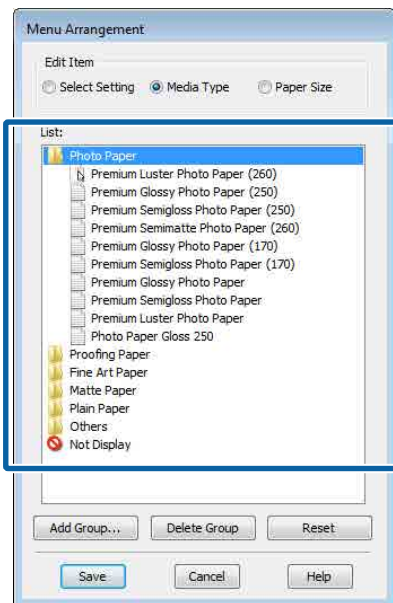 Menu Arrangement
Edit Item
Select Setting Media Type Paper Size
List:
Photo Paper
Premium Luster Photo Paper (260)
Premium Glossy Photo Paper (250)
Premium Semigloss Photo Paper (250)
Premium Semimatte Photo Paper (260)
Premium Glossy Photo Paper (170)
Premium Semigloss Photo Paper (170)
Premium Glossy Photo Paper
Premium Semigloss Photo Paper
Premium Luster Photo Paper
Photo Paper Gloss 250
Proofing Paper
Fine Art Paper
Matte Paper
Plain Paper
Others
Not Display
Add Group... Delete Group Reset
Save Cancel Help